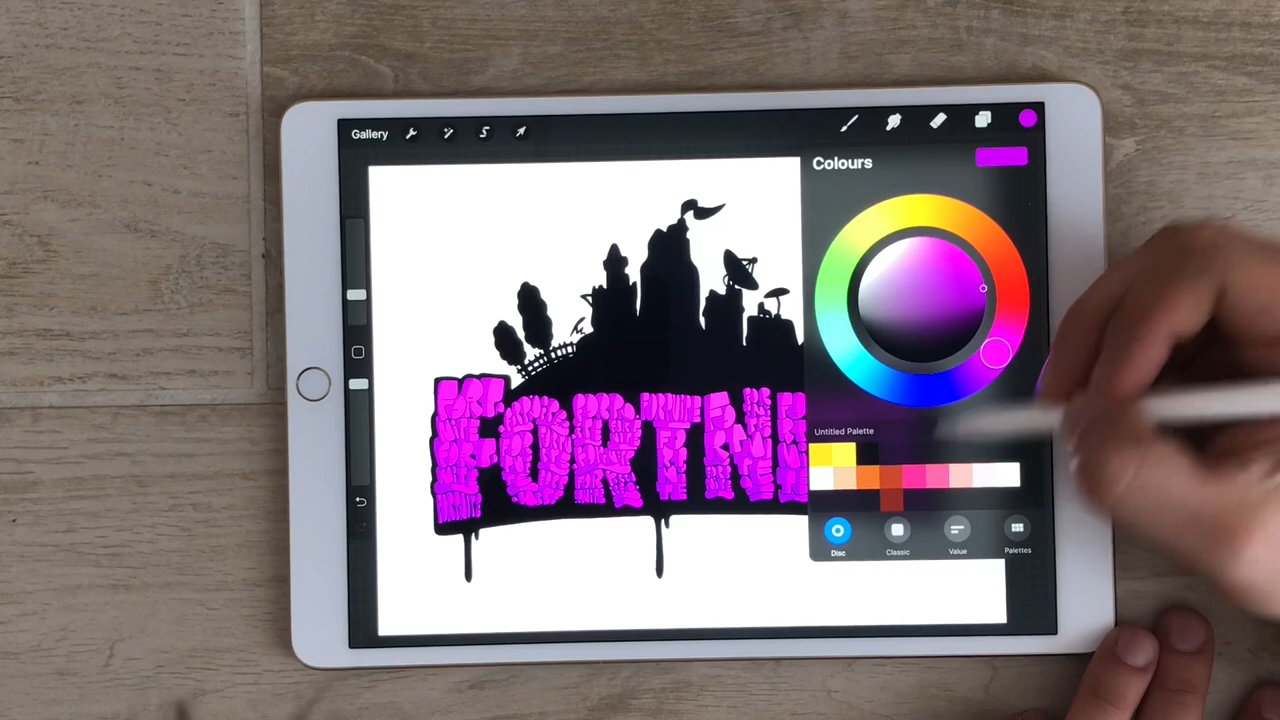 Gallery
Colours
FORTNI
Untitled Palette
Disc
Classic
Value
Palettes